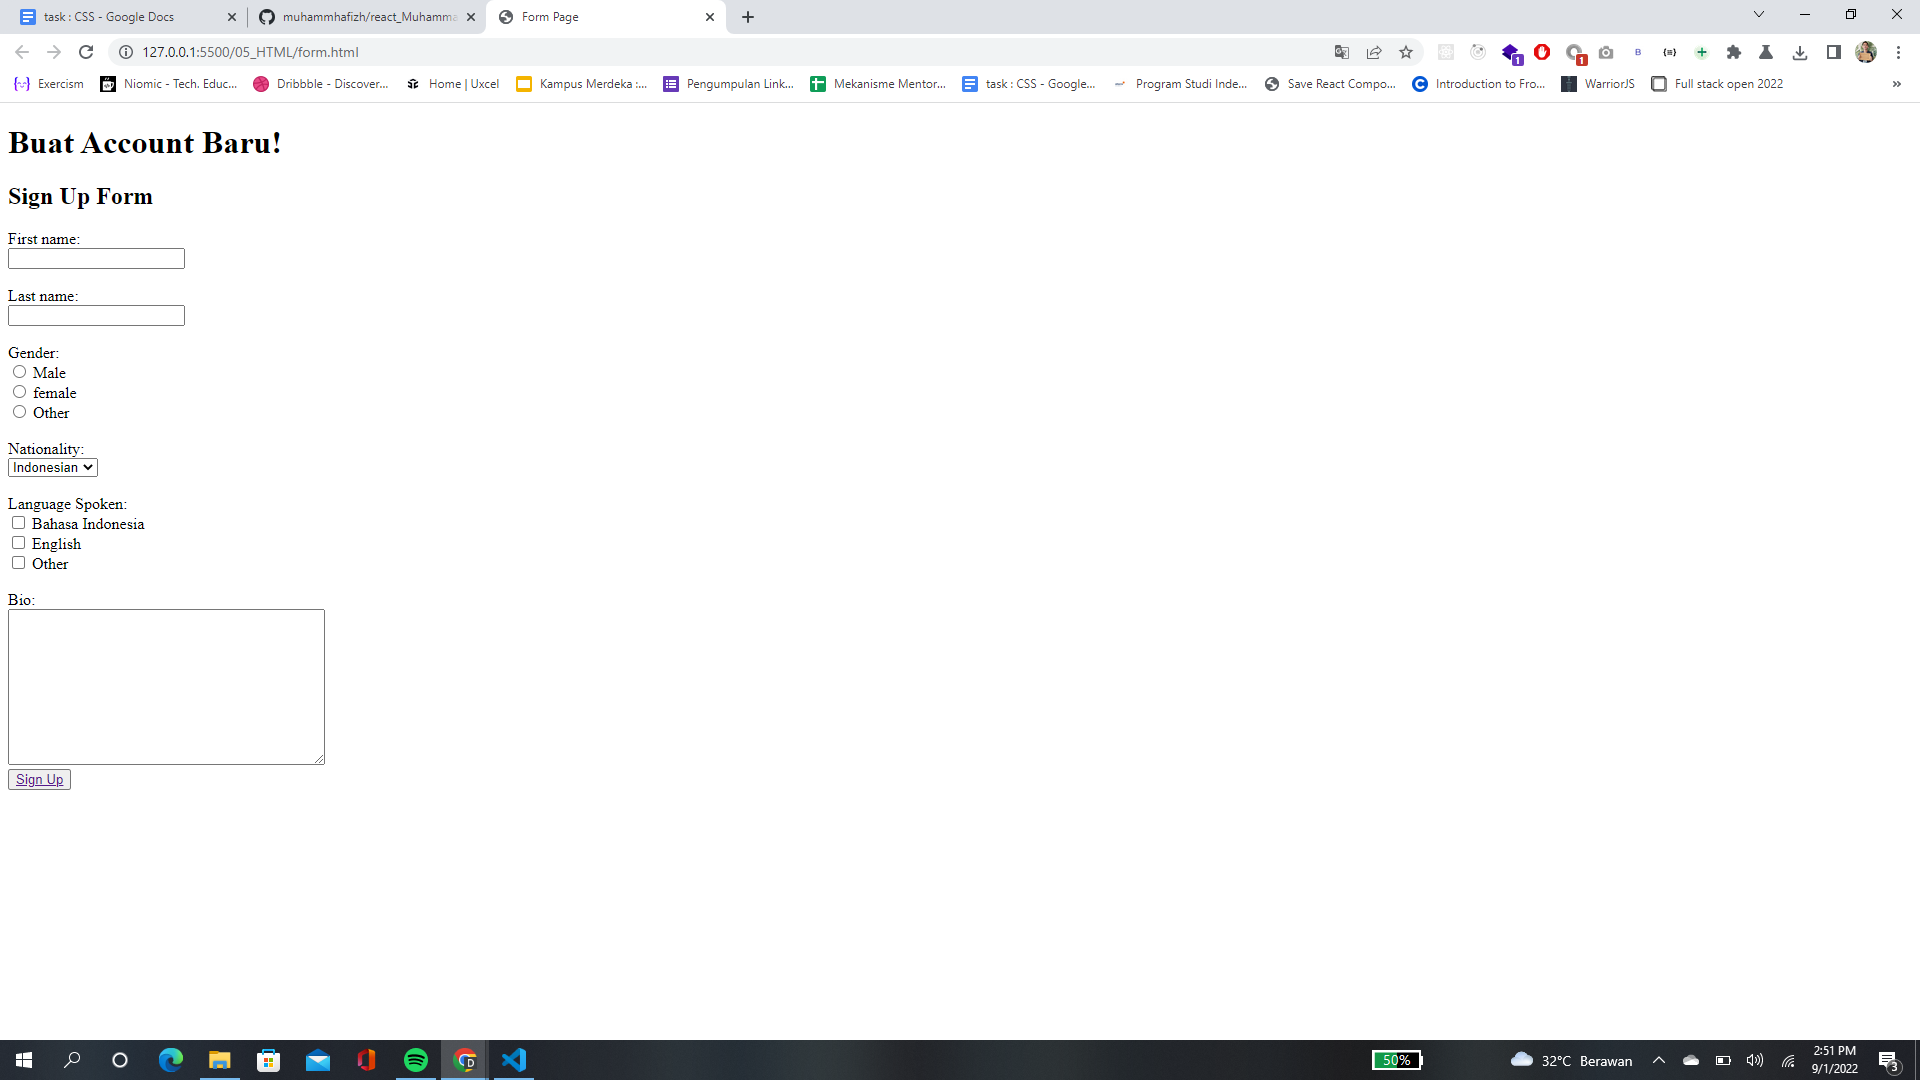 task : CSS - Google Docs
muhammhafizh/react_Muhamma
Form Page
127.0.0.1:5500/05_HTML/form.html
1
1
B
Exercism
Niomic - Tech. Educ...
Dribbble - Discover...
Home | Uxcel
Kampus Merdeka :...
Pengumpulan Link...
Mekanisme Mentor...
task : CSS - Google...
Program Studi Inde...
Save React Compo...
Introduction to Fro...
WarriorJS
Full stack open 2022
Buat Account Baru!
Sign Up Form
First name:
Last name:
Gender:
Male
female
Other
Nationality:
Indonesian
Language Spoken:
Bahasa Indonesia
English
Other
Bio:
Sign Up
D
50%
32°C Berawan
2:51 PM
9/1/2022
3